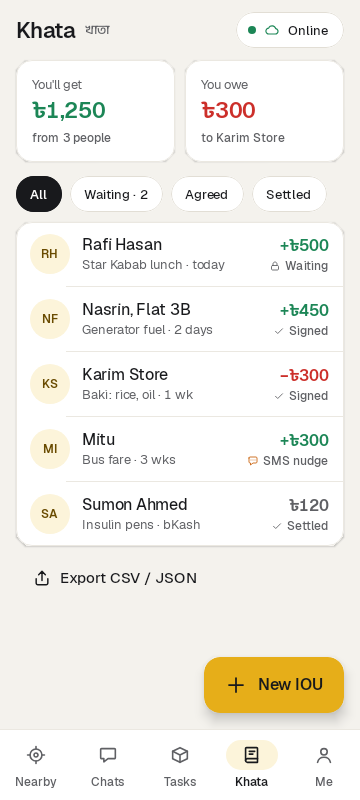 Khata খাতা
Online
You'll get
৳1,250
from 3 people
You owe
৳300
to Karim Store
All
Waiting · 2
Agreed
Settled
RH
Rafi Hasan
+৳500
Star Kabab lunch · today
Waiting
NF
Nasrin, Flat 3B
+৳450
Generator fuel · 2 days
Signed
KS
Karim Store
−৳300
Baki: rice, oil · 1 wk
Signed
MI
Mitu
+৳300
Bus fare · 3 wks
SMS nudge
SA
Sumon Ahmed
৳120
Insulin pens · bKash
Settled
Export CSV / JSON
New IOU
Nearby
Chats
Tasks
Khata
Me